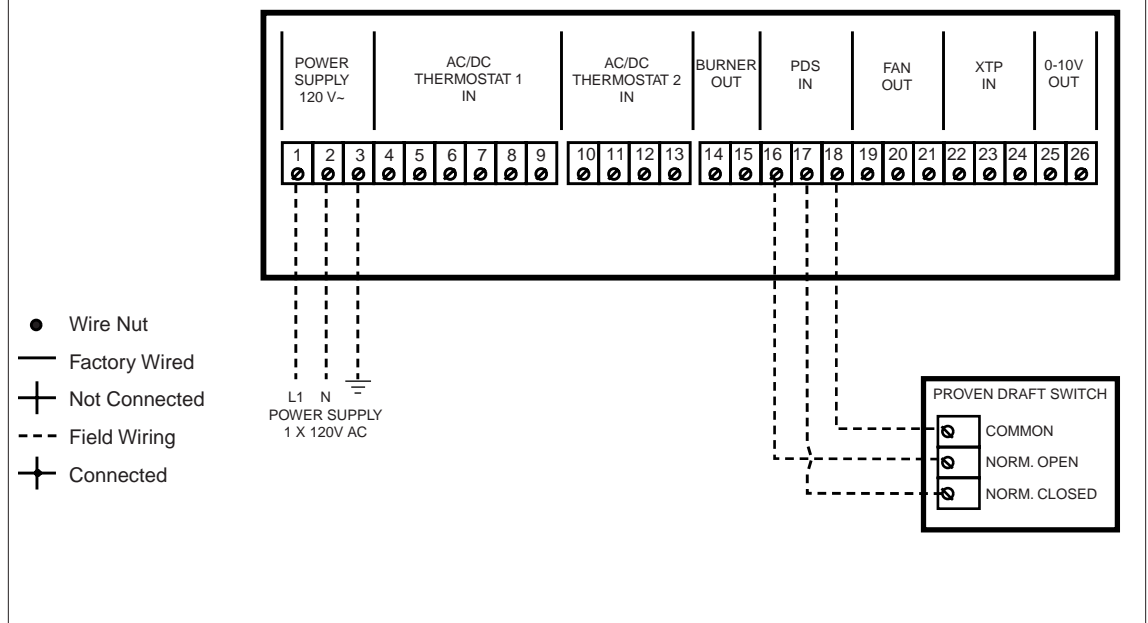 POWER
SUPPLY
120 V~
AC/DC
THERMOSTAT 1
IN
AC/DC
THERMOSTAT 2
IN
BURNER
OUT
PDS
IN
FAN
OUT
XTP
IN
0-10V
OUT
1 2 3 4 5 6 7 8 9 10 11 12 13 14 15 16 17 18 19 20 21 22 23 24 25 26
Wire Nut
Factory Wired
Not Connected
Field Wiring
Connected
L1 N
POWER SUPPLY
1 X 120V AC
PROVEN DRAFT SWITCH
COMMON
NORM. OPEN
NORM. CLOSED